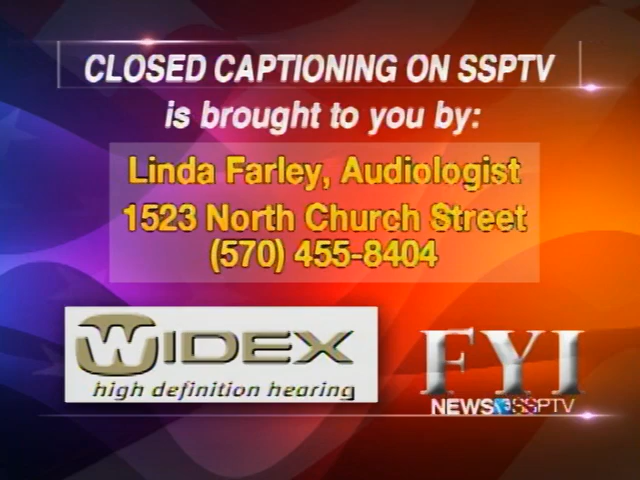 CLOSED CAPTIONING ON SSPTV
is brought to you by:
Linda Farley, Audiologist
1523 North Church Street
(570) 455-8404
WIDEX
high definition hearing
FYI
NEWS 13 SSPTV